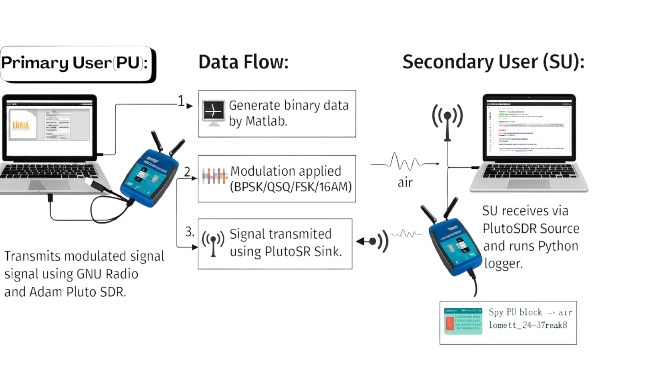 Primary User(PU):
Data Flow:
Secondary User (SU):
1.
Generate binary data
by Matlab.
2
Modulation applied
(BPSK/QSQ/FSK/16AM)
air
3.
Signal transmited
using PlutoSR Sink.
Transmits modulated signal
signal using GNU Radio
and Adam Pluto SDR.
SU receives via
PlutoSDR Source
and runs Python
logger.
Spy PU block → air
lomett_24-37reak8